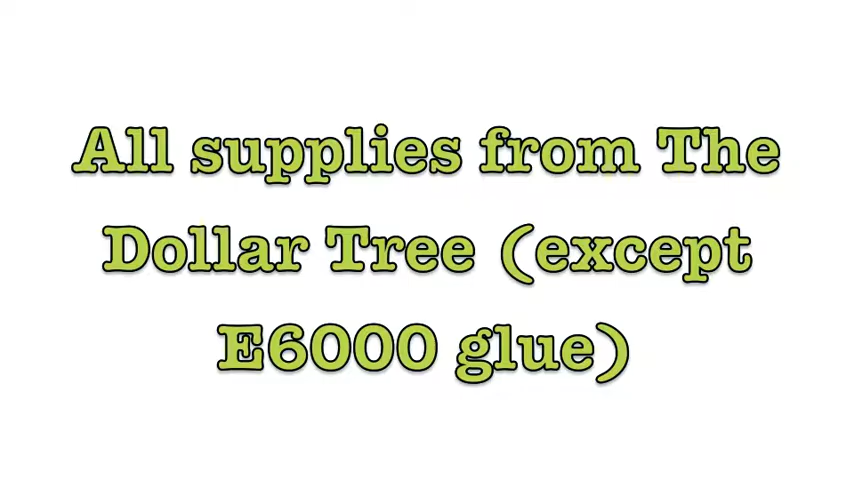 All supplies from The
Dollar Tree (except
E6000 glue)